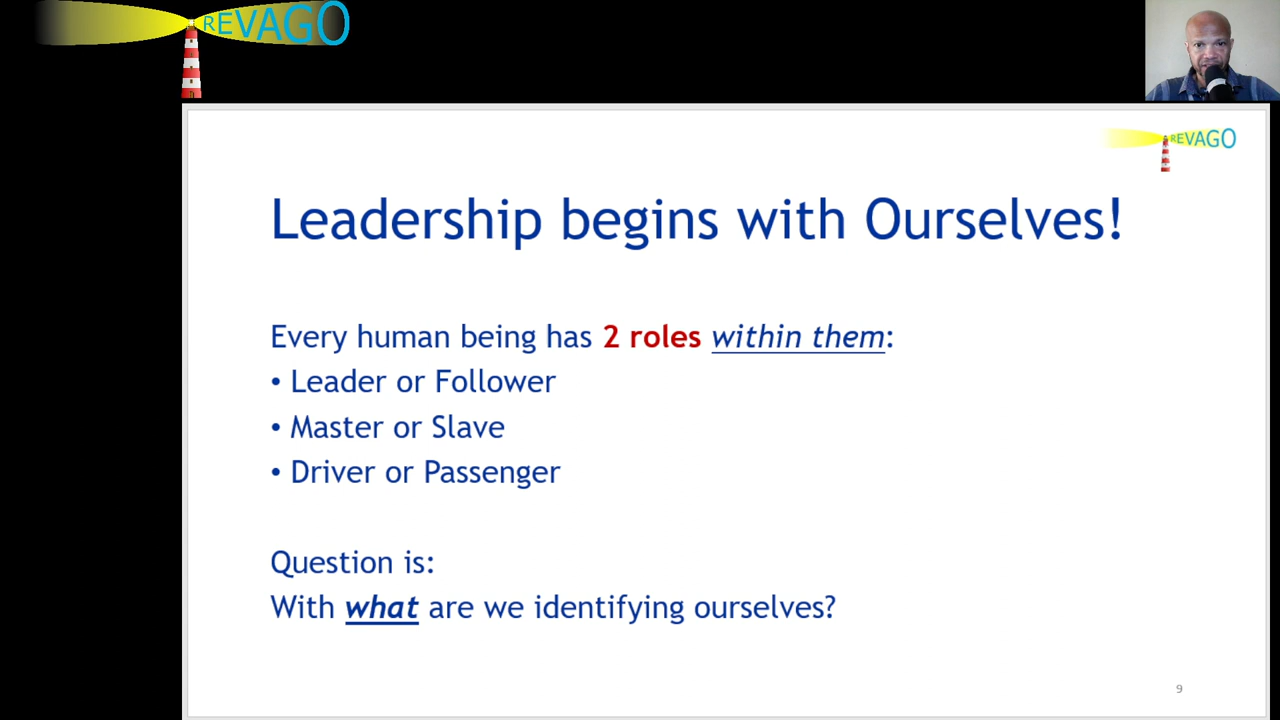 REVAGO
REVAGO
Leadership begins with Ourselves!
Every human being has 2 roles within them:
• Leader or Follower
• Master or Slave
• Driver or Passenger
Question is:
With what are we identifying ourselves?
9